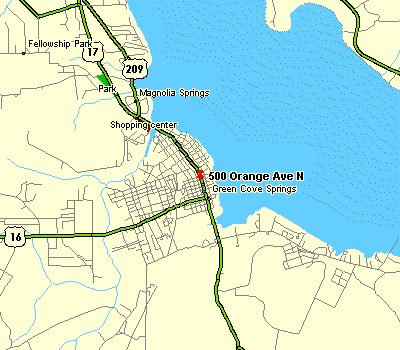 Fellowship Park
17
209
Park
Magnolia Springs
Shopping center
500 Orange Ave N
Green Cove Springs
16